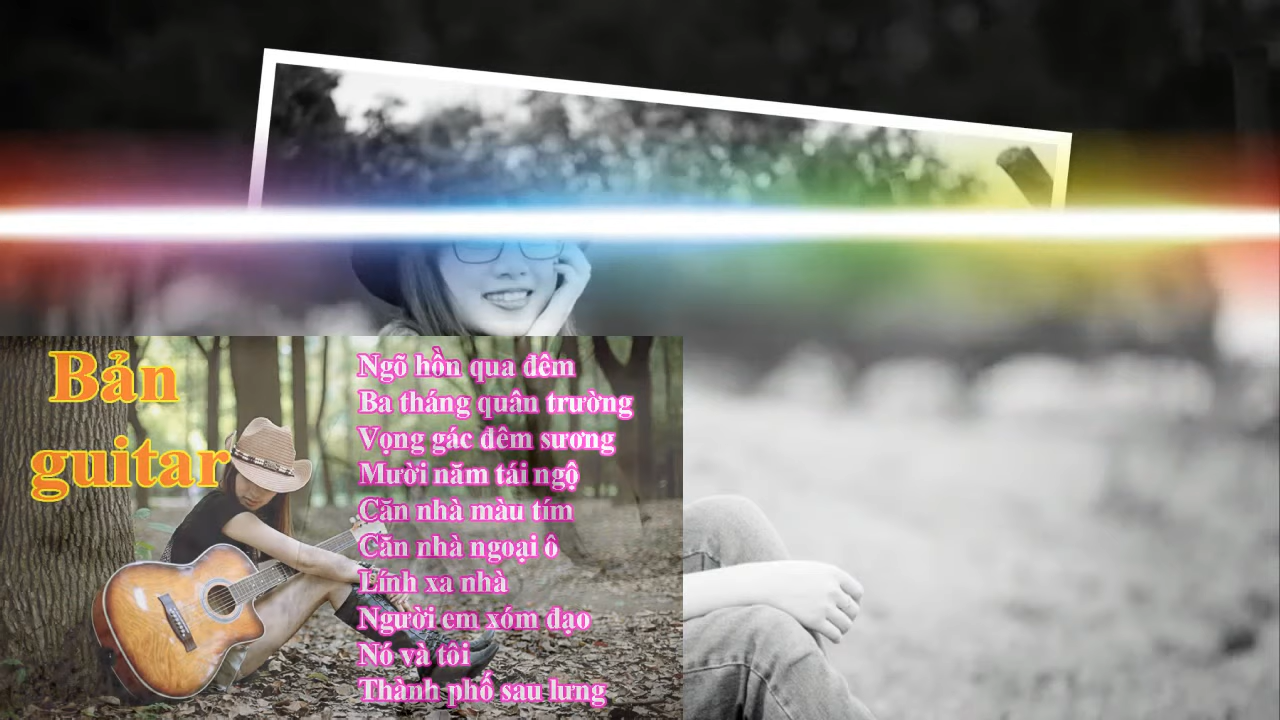 Bản
guitar
Ngõ hồn qua đêm
Ba tháng quân trường
Vọng gác đêm sương
Mười năm tái ngộ
Căn nhà màu tím
Căn nhà ngoại ô
Lính xa nhà
Người em xóm đạo
Nó và tôi
Thành phố sau lưng